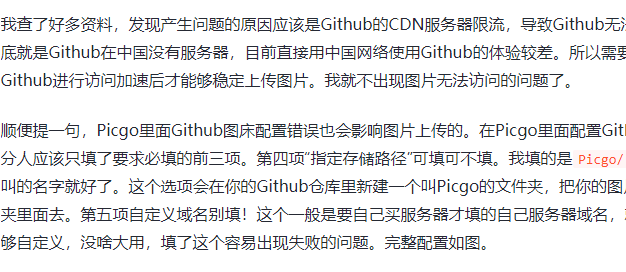 我查了好多资料，发现产生问题的原因应该是Github的CDN服务器限流，导致Github无
底就是Github在中国没有服务器，目前直接用中国网络使用Github的体验较差。所以需要
Github进行访问加速后才能够稳定上传图片。我就不出现图片无法访问的问题了。
顺便提一句，Picgo里面Github图床配置错误也会影响图片上传的。在Picgo里面配置Git
分人应该只填了要求必填的前三项。第四项“指定存储路径”可填可不填。我填的是 Picgo/
叫的名字就好了。这个选项会在你的Github仓库里新建一个叫Picgo的文件夹，把你的图
夹里面去。第五项自定义域名别填！这个一般是要自己买服务器才填的自己服务器域名，
够自定义，没啥大用，填了这个容易出现失败的问题。完整配置如图。